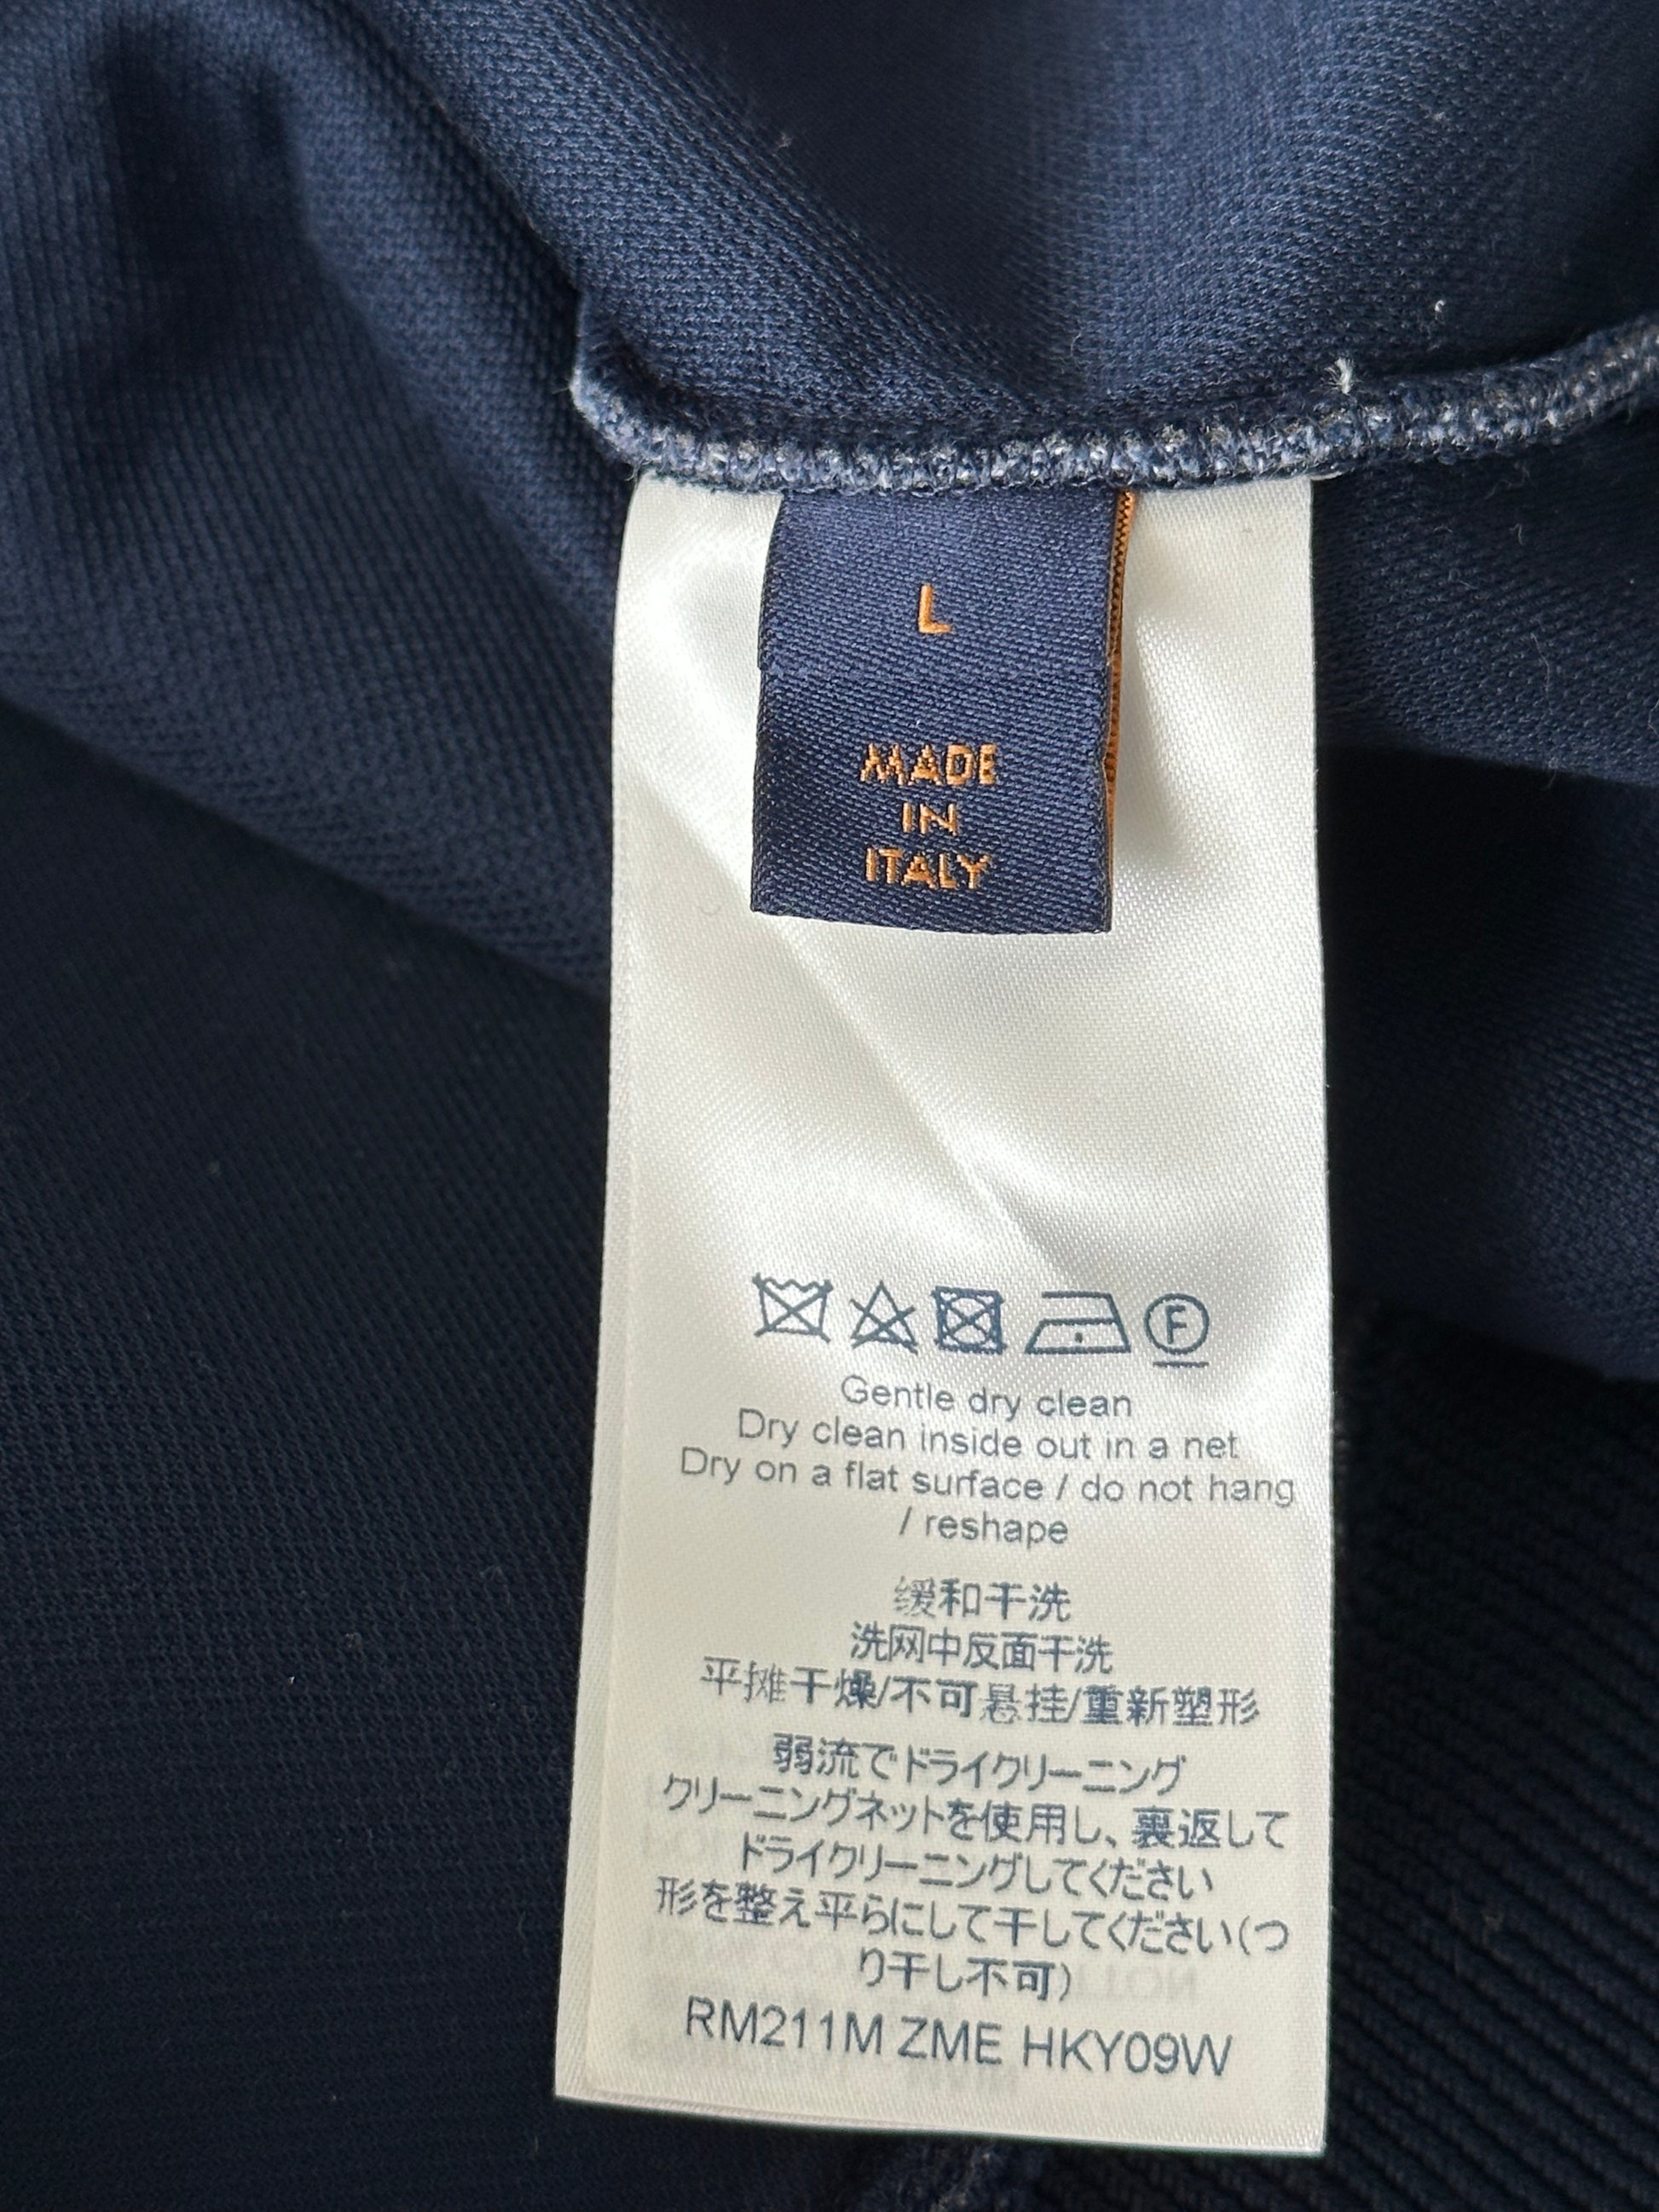 L
MADE
IN
ITALY
F
Gentle dry clean
Dry clean inside out in a net
Dry on a flat surface / do not hang
/ reshape
缓和干洗
洗网中反面干洗
平摊干燥/不可悬挂/重新塑形
弱流でドライクリーニング
クリーニングネットを使用し、裏返して
ドライクリーニングしてください
形を整え平らにして干してください(つ
り干し不可)
RM211M ZME HKY09W